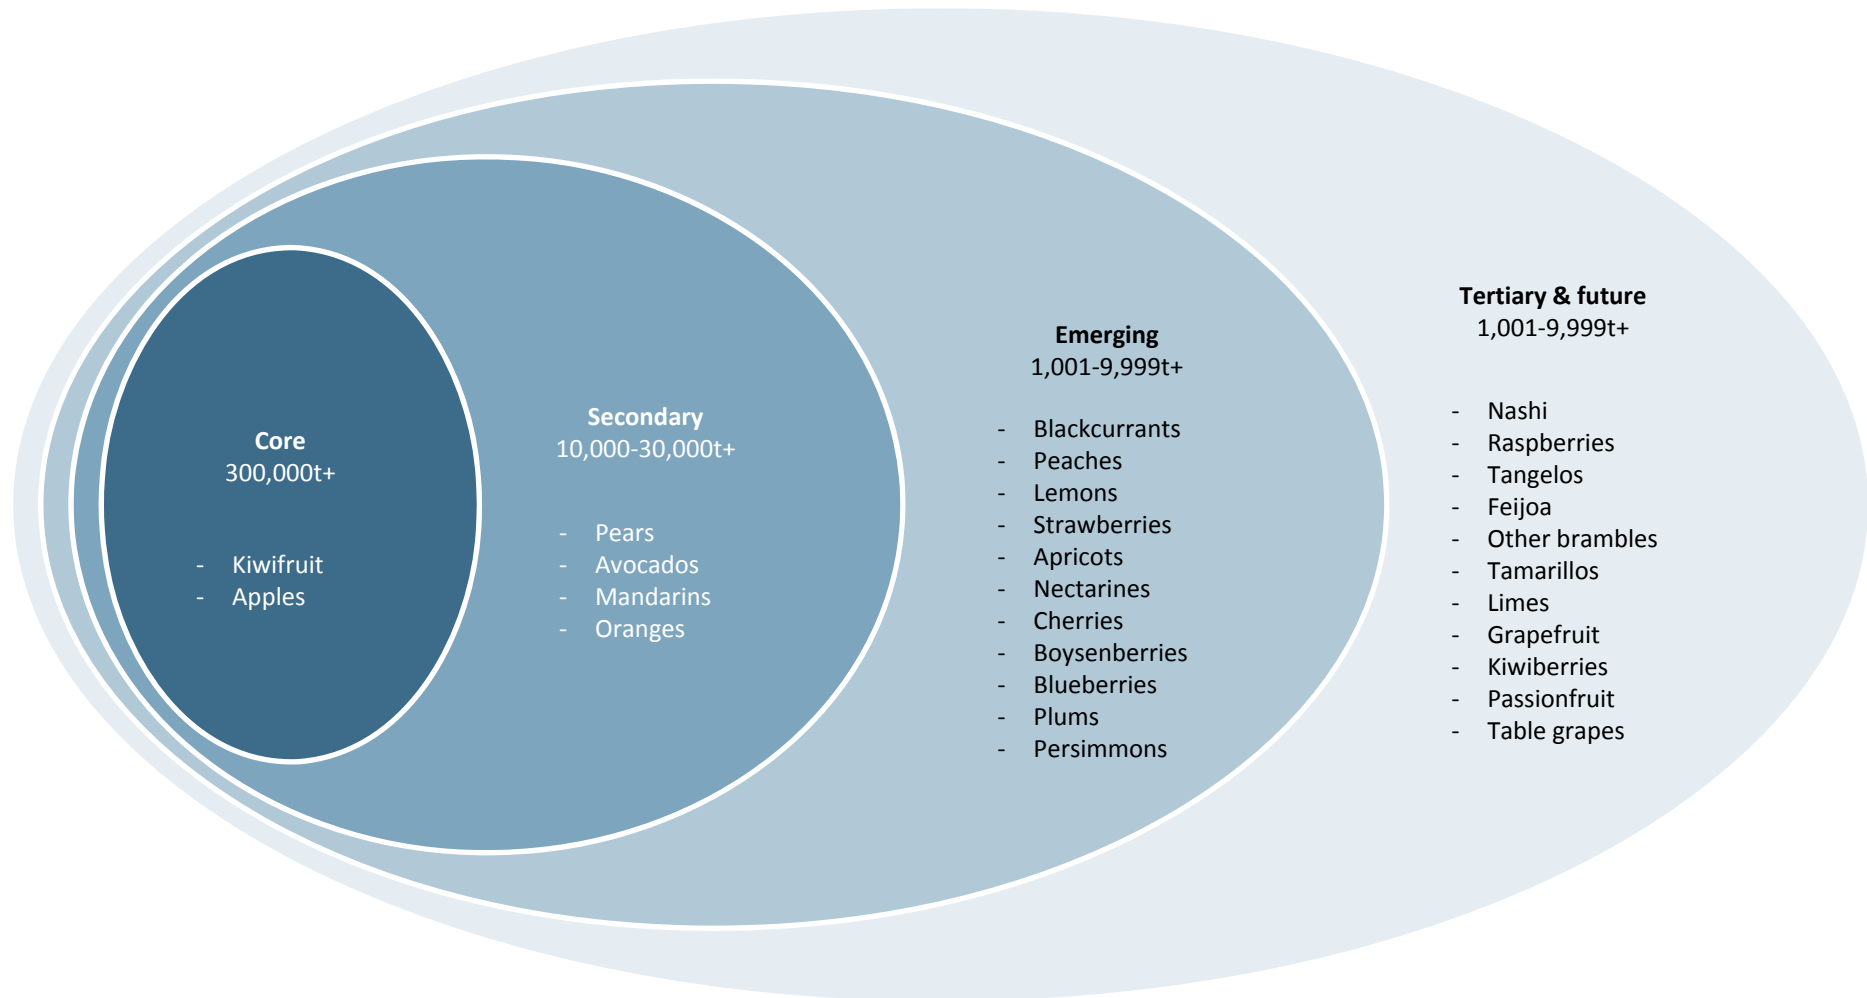 Core
300,000t+
- Kiwifruit
- Apples
Secondary
10,000-30,000t+
- Pears
- Avocados
- Mandarins
- Oranges
Emerging
1,001-9,999t+
- Blackcurrants
- Peaches
- Lemons
- Strawberries
- Apricots
- Nectarines
- Cherries
- Boysenberries
- Blueberries
- Plums
- Persimmons
Tertiary & future
1,001-9,999t+
- Nashi
- Raspberries
- Tangelos
- Feijoa
- Other brambles
- Tamarillos
- Limes
- Grapefruit
- Kiwiberries
- Passionfruit
- Table grapes